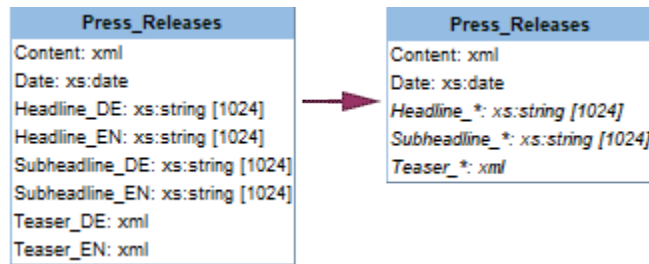 Press_Releases
Content: xml
Date: xs:date
Headline_DE: xs:string [1024]
Headline_EN: xs:string [1024]
Subheadline_DE: xs:string [1024]
Subheadline_EN: xs:string [1024]
Teaser_DE: xml
Teaser_EN: xml
Press_Releases
Content: xml
Date: xs:date
Headline_*: xs:string [1024]
Subheadline_*: xs:string [1024]
Teaser_*: xml